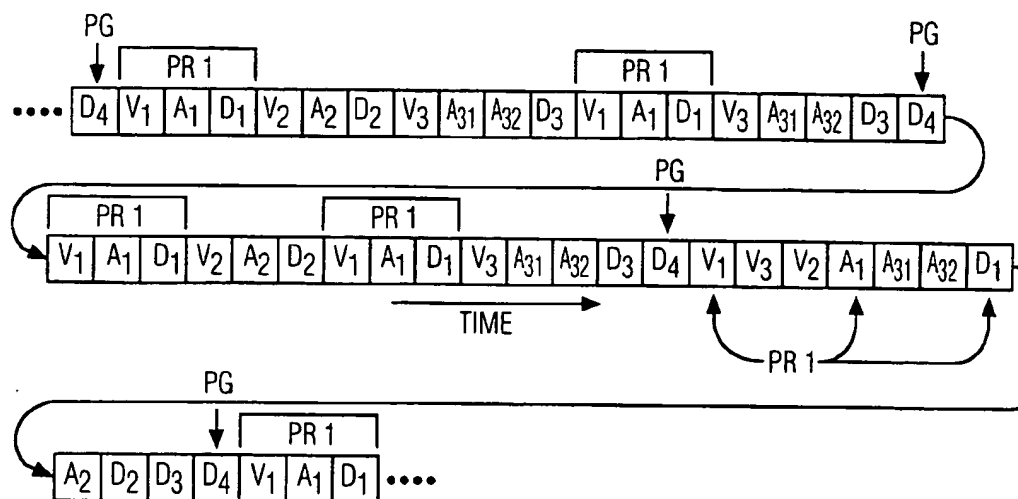 PG PR 1 PR 1 PG
D4 V1 A1 D1 V2 A2 D2 V3 A31 A32 D3 V1 A1 D1 V3 A31 A32 D3 D4
PG
PR 1 PR 1
V1 A1 D1 V2 A2 D2 V1 A1 D1 V3 A31 A32 D3 D4 V1 V3 V2 A1 A31 A32 D1
TIME
PR 1
PG
PR 1
A2 D2 D3 D4 V1 A1 D1